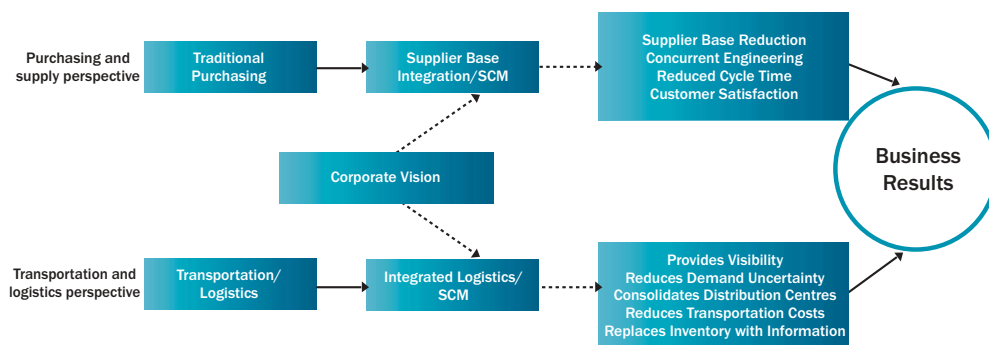 Purchasing and
supply perspective
Traditional
Purchasing
Supplier Base
Integration/SCM
Supplier Base Reduction
Concurrent Engineering
Reduced Cycle Time
Customer Satisfaction
Corporate Vision
Business
Results
Transportation and
logistics perspective
Transportation/
Logistics
Integrated Logistics/
SCM
Provides Visibility
Reduces Demand Uncertainty
Consolidates Distribution Centres
Reduces Transportation Costs
Replaces Inventory with Information